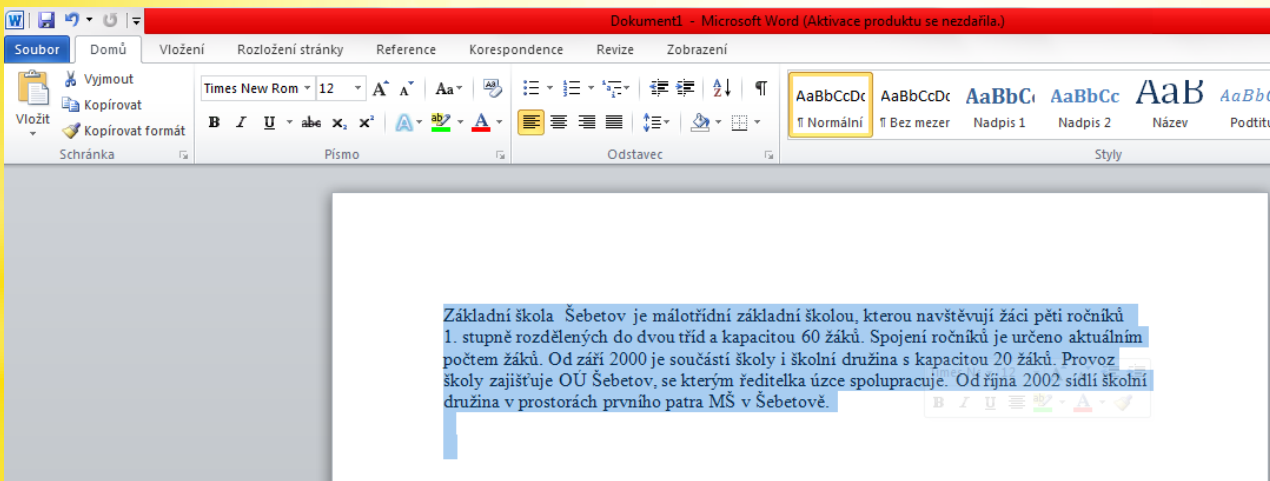 Dokument1 - Microsoft Word (Aktivace produktu se nezdařila.)
Soubor Domů Vložení Rozložení stránky Reference Korespondence Revize Zobrazení
Vložit
Vyjmout
Kopírovat
Kopírovat formát
Schránka
Times New Rom 12
Písmo
Odstavec
AaBbCcDc AaBbCcDc AaBbC AaBbCc AaB AaBb
¶ Normální ¶ Bez mezer Nadpis 1 Nadpis 2 Název Podtitu
Styly
Základní škola Šebetov je málotřídní základní školou, kterou navštěvují žáci pěti ročníků
1. stupně rozdělených do dvou tříd a kapacitou 60 žáků. Spojení ročníků je určeno aktuálním
počtem žáků. Od září 2000 je součástí školy i školní družina s kapacitou 20 žáků. Provoz
školy zajišťuje OÚ Šebetov, se kterým ředitelka úzce spolupracuje. Od října 2002 sídlí školní
družina v prostorách prvního patra MŠ v Šebetově.